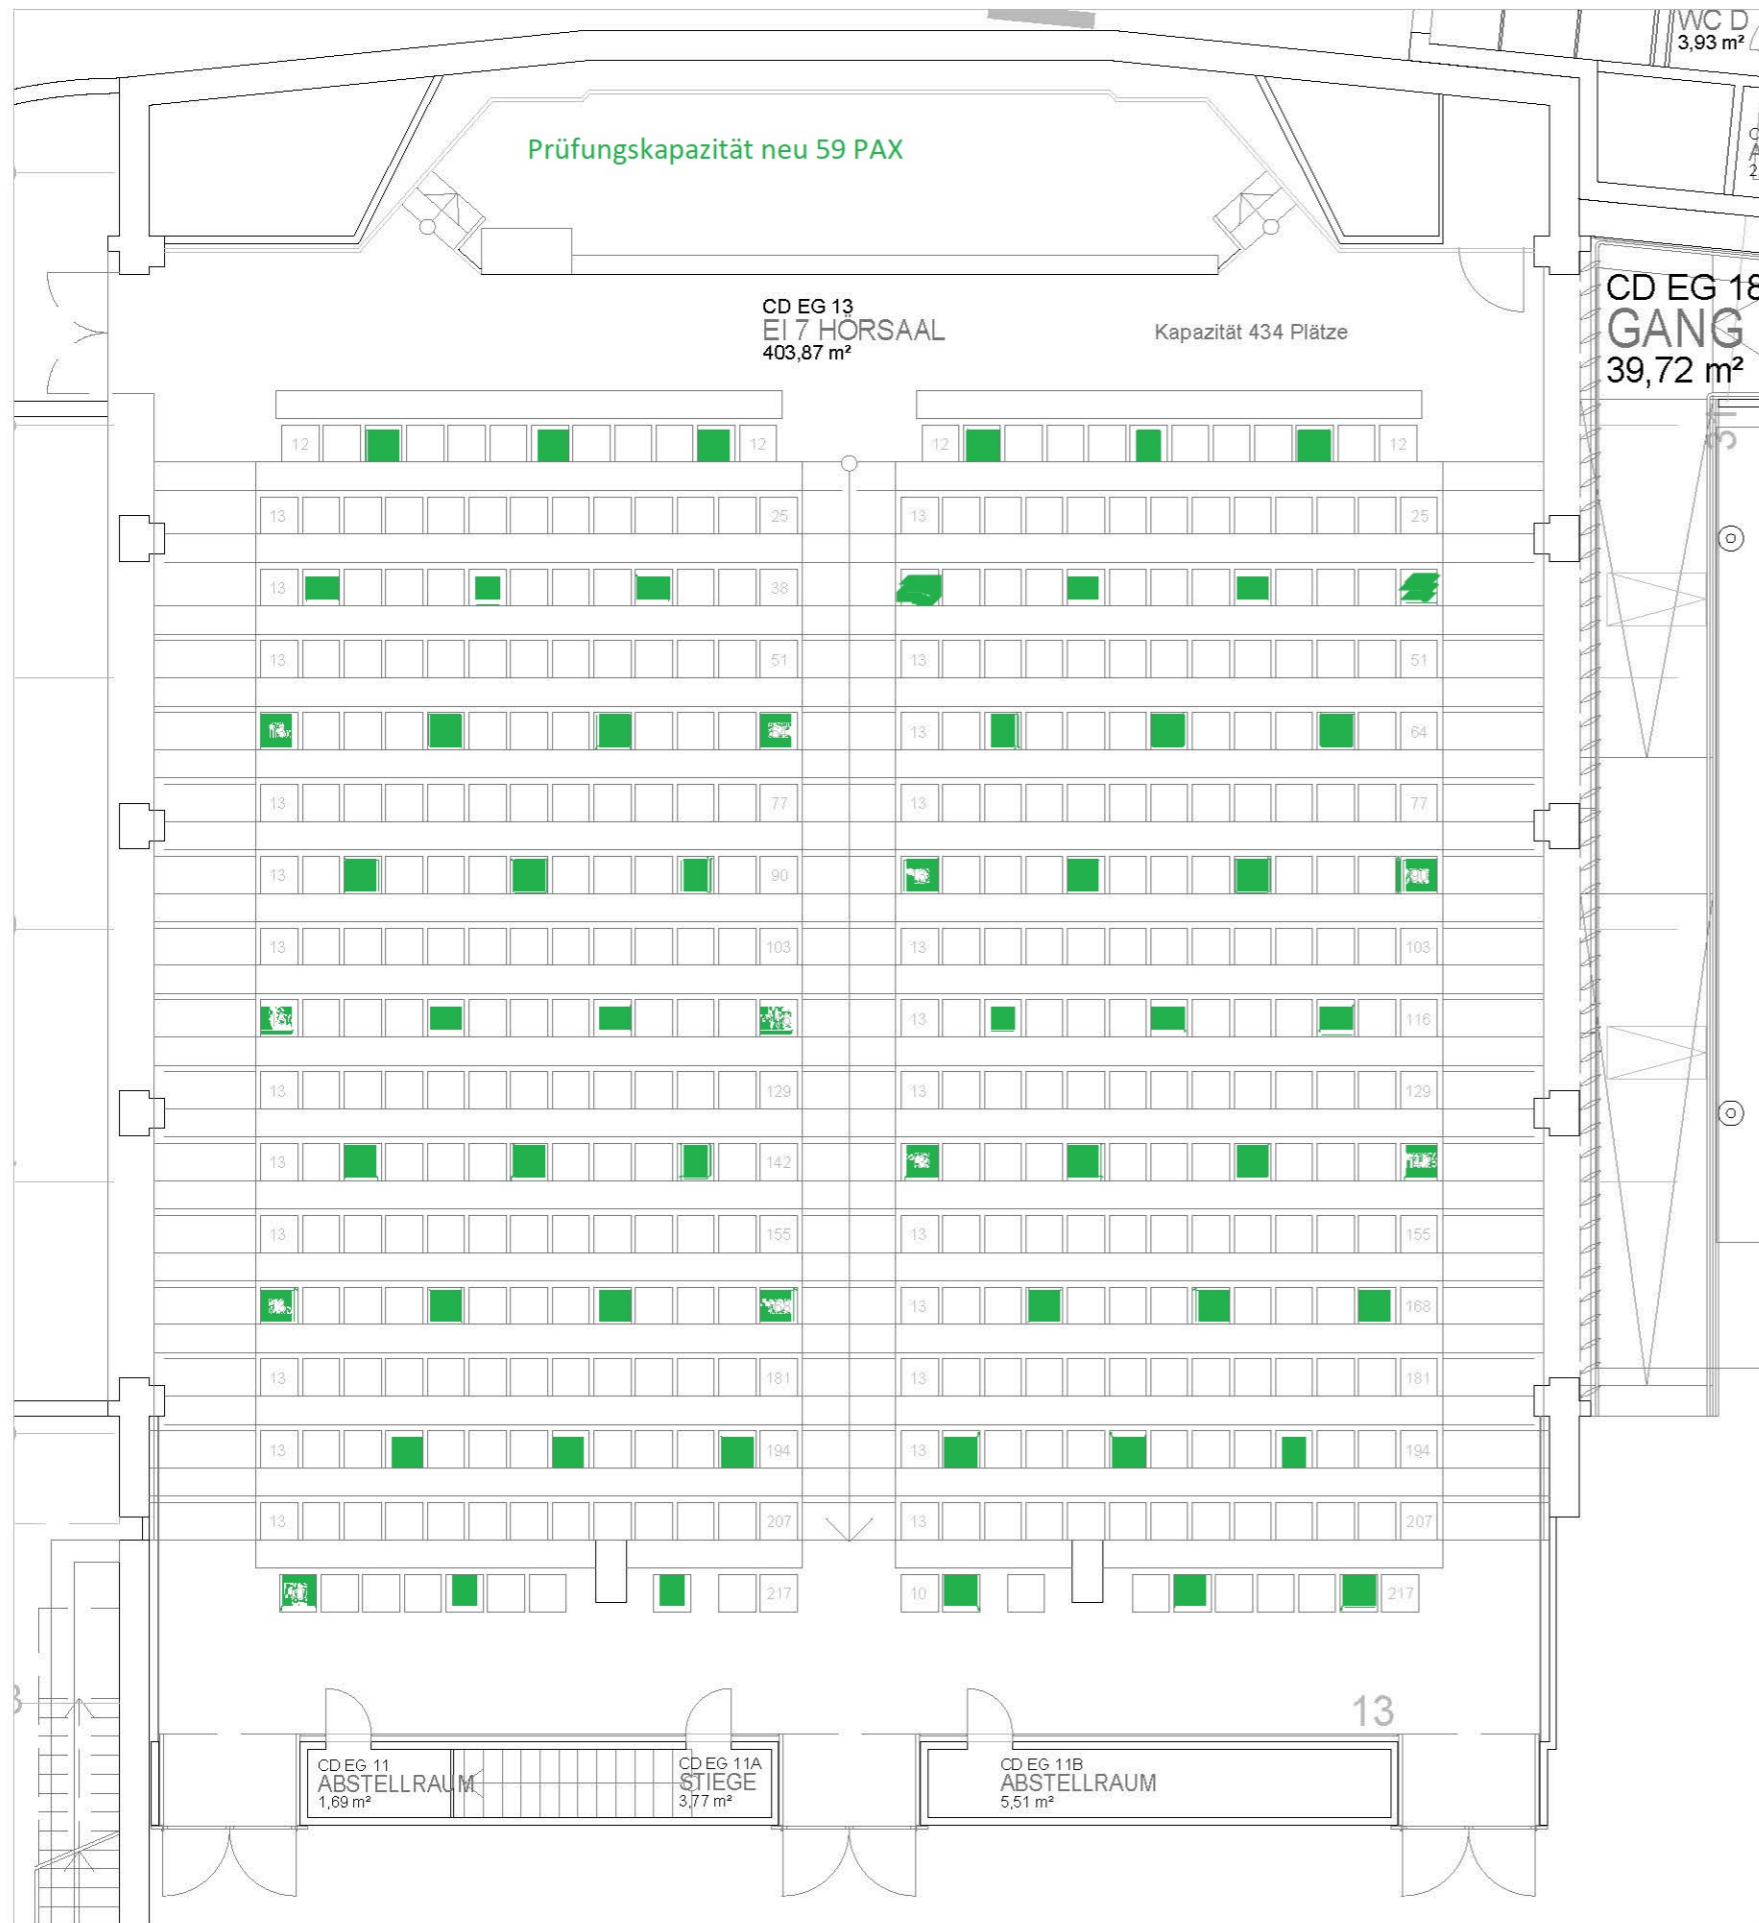 WC D
3,93 m²
Prüfungskapazität neu 59 PAX
CD EG 13
EI 7 HÖRSAAL
403,87 m²
Kapazität 434 Plätze
CD EG 18
GANG
39,72 m²
12 12 12 12
13 25 13 25
13 38
13 51 13 51
13 64
13 77 13 77
13 90
13 103 13 103
13 116
13 129 13 129
13 142
13 155 13 155
13 168
13 181 13 181
13 194 13 194
13 207 13 207
217 10 217
13
CD EG 11
ABSTELLRAUM
1,69 m²
CD EG 11A
STIEGE
3,77 m²
CD EG 11B
ABSTELLRAUM
5,51 m²